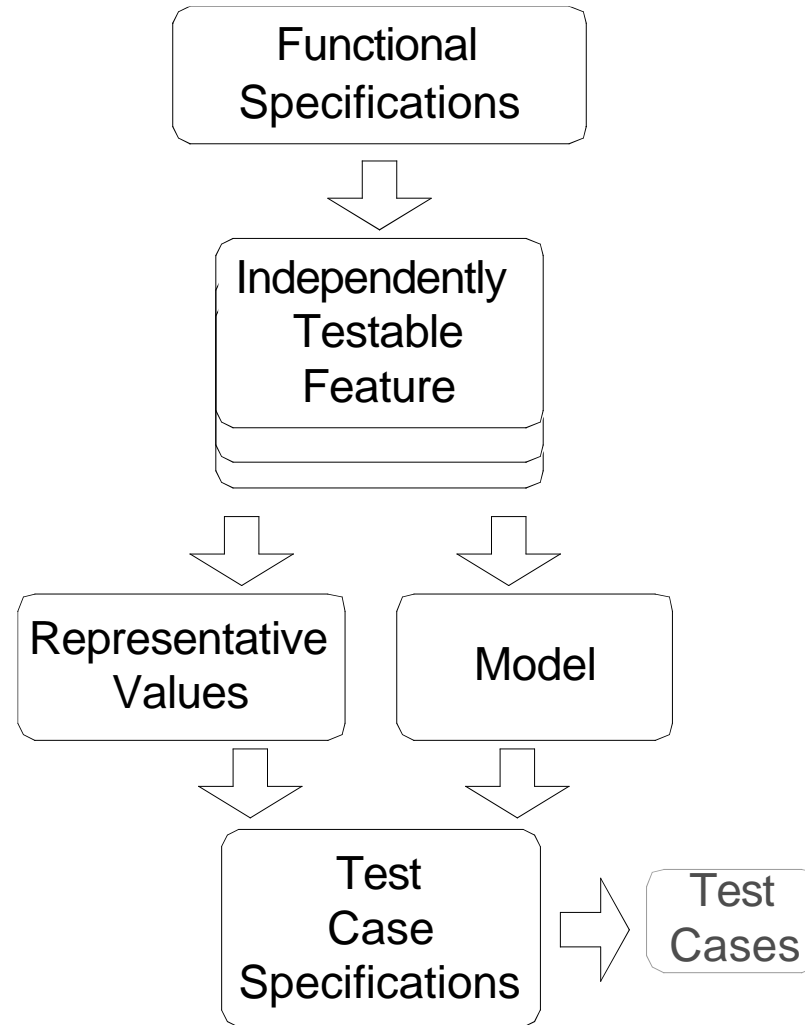 Functional
Specifications
Independently
Testable
Feature
Representative
Values
Model
Test
Case
Specifications
Test
Cases